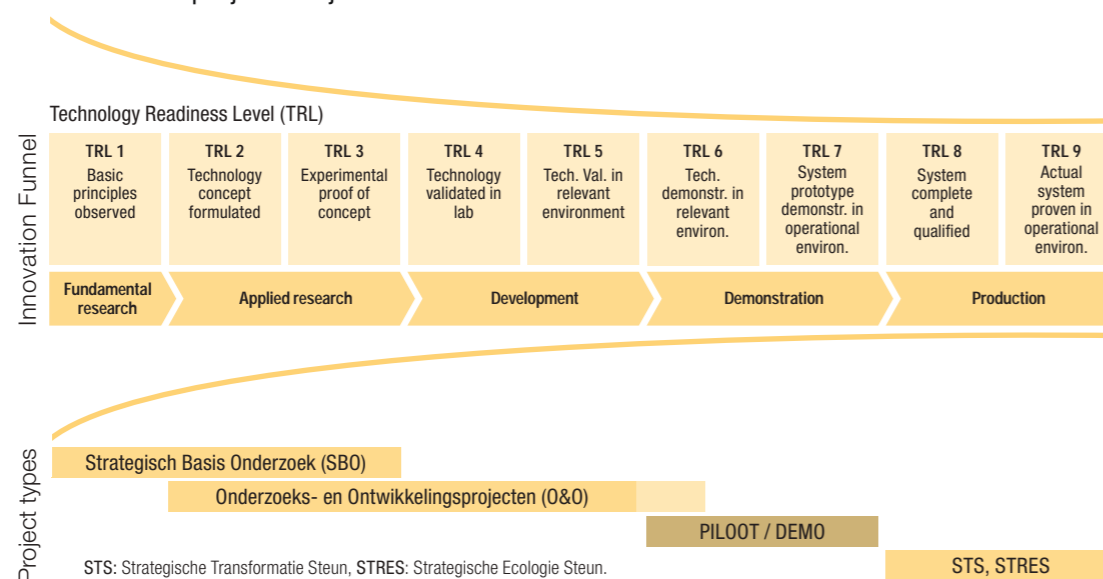 Technology Readiness Level (TRL)
Innovation Funnel
TRL 1
Basic
principles
observed
TRL 2
Technology
concept
formulated
TRL 3
Experimental
proof of
concept
TRL 4
Technology
validated in
lab
TRL 5
Tech. Val. in
relevant
environment
TRL 6
Tech.
demonstr. in
relevant
environ.
TRL 7
System
prototype
demonstr. in
operational
environ.
TRL 8
System
complete
and
qualified
TRL 9
Actual
system
proven in
operational
environ.
Fundamental
research
Applied research
Development
Demonstration
Production
Project types
Strategisch Basis Onderzoek (SBO)
Onderzoeks- en Ontwikkelingsprojecten (O&O)
PILOOT / DEMO
STS, STRES
STS: Strategische Transformatie Steun, STRES: Strategische Ecologie Steun.